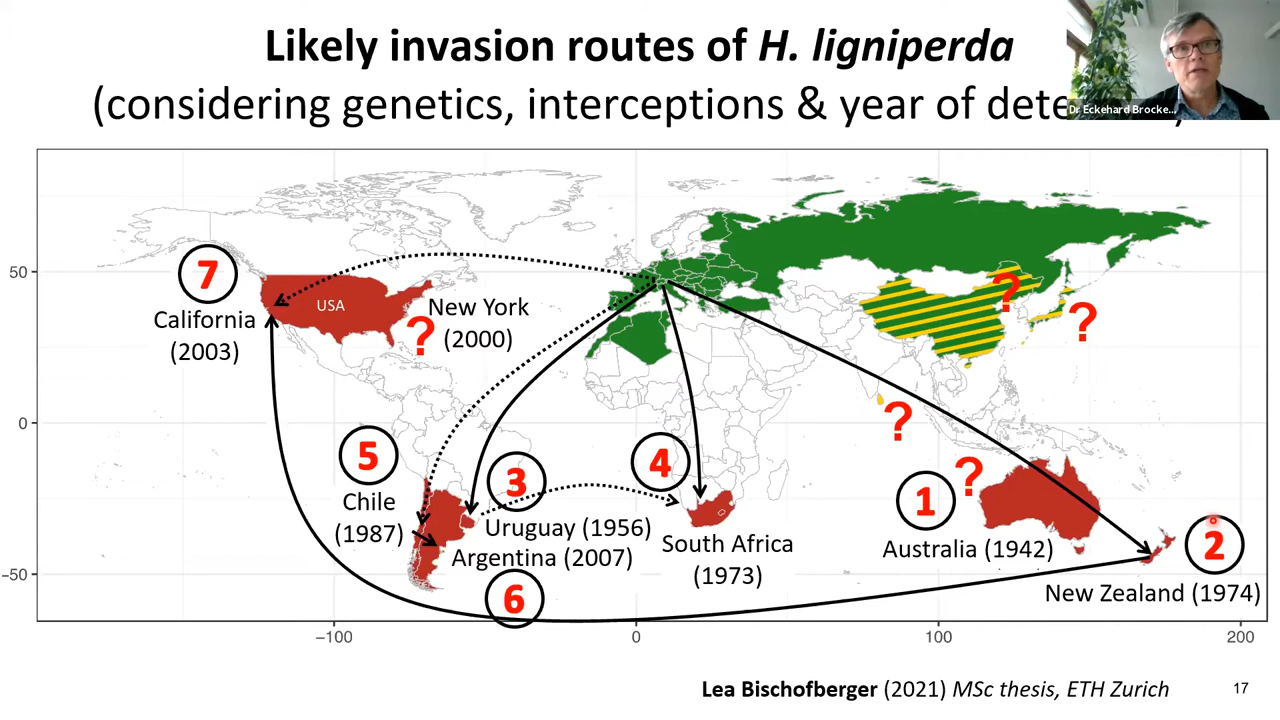 Likely invasion routes of H. ligniperda
(considering genetics, interceptions & year of dete
Dr Eckehard Brocke...
50
0
−50
−100
0
100
200
7
California
(2003)
USA
New York
(2000)
?
?
?
?
?
5
Chile
(1987)
3
Uruguay (1956)
Argentina (2007)
4
South Africa
(1973)
1
Australia (1942)
2
New Zealand (1974)
6
Lea Bischofberger (2021) MSc thesis, ETH Zurich
17